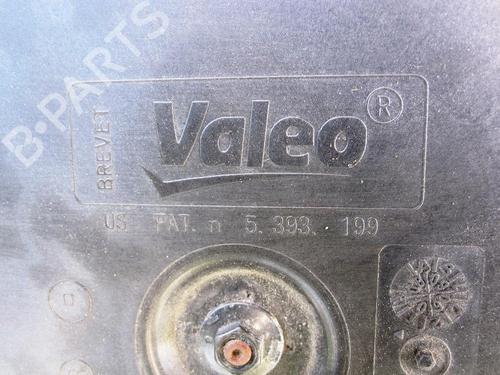 B-PARTS
BREVET
Valeo ®
US PAT. n 5. 393. 199